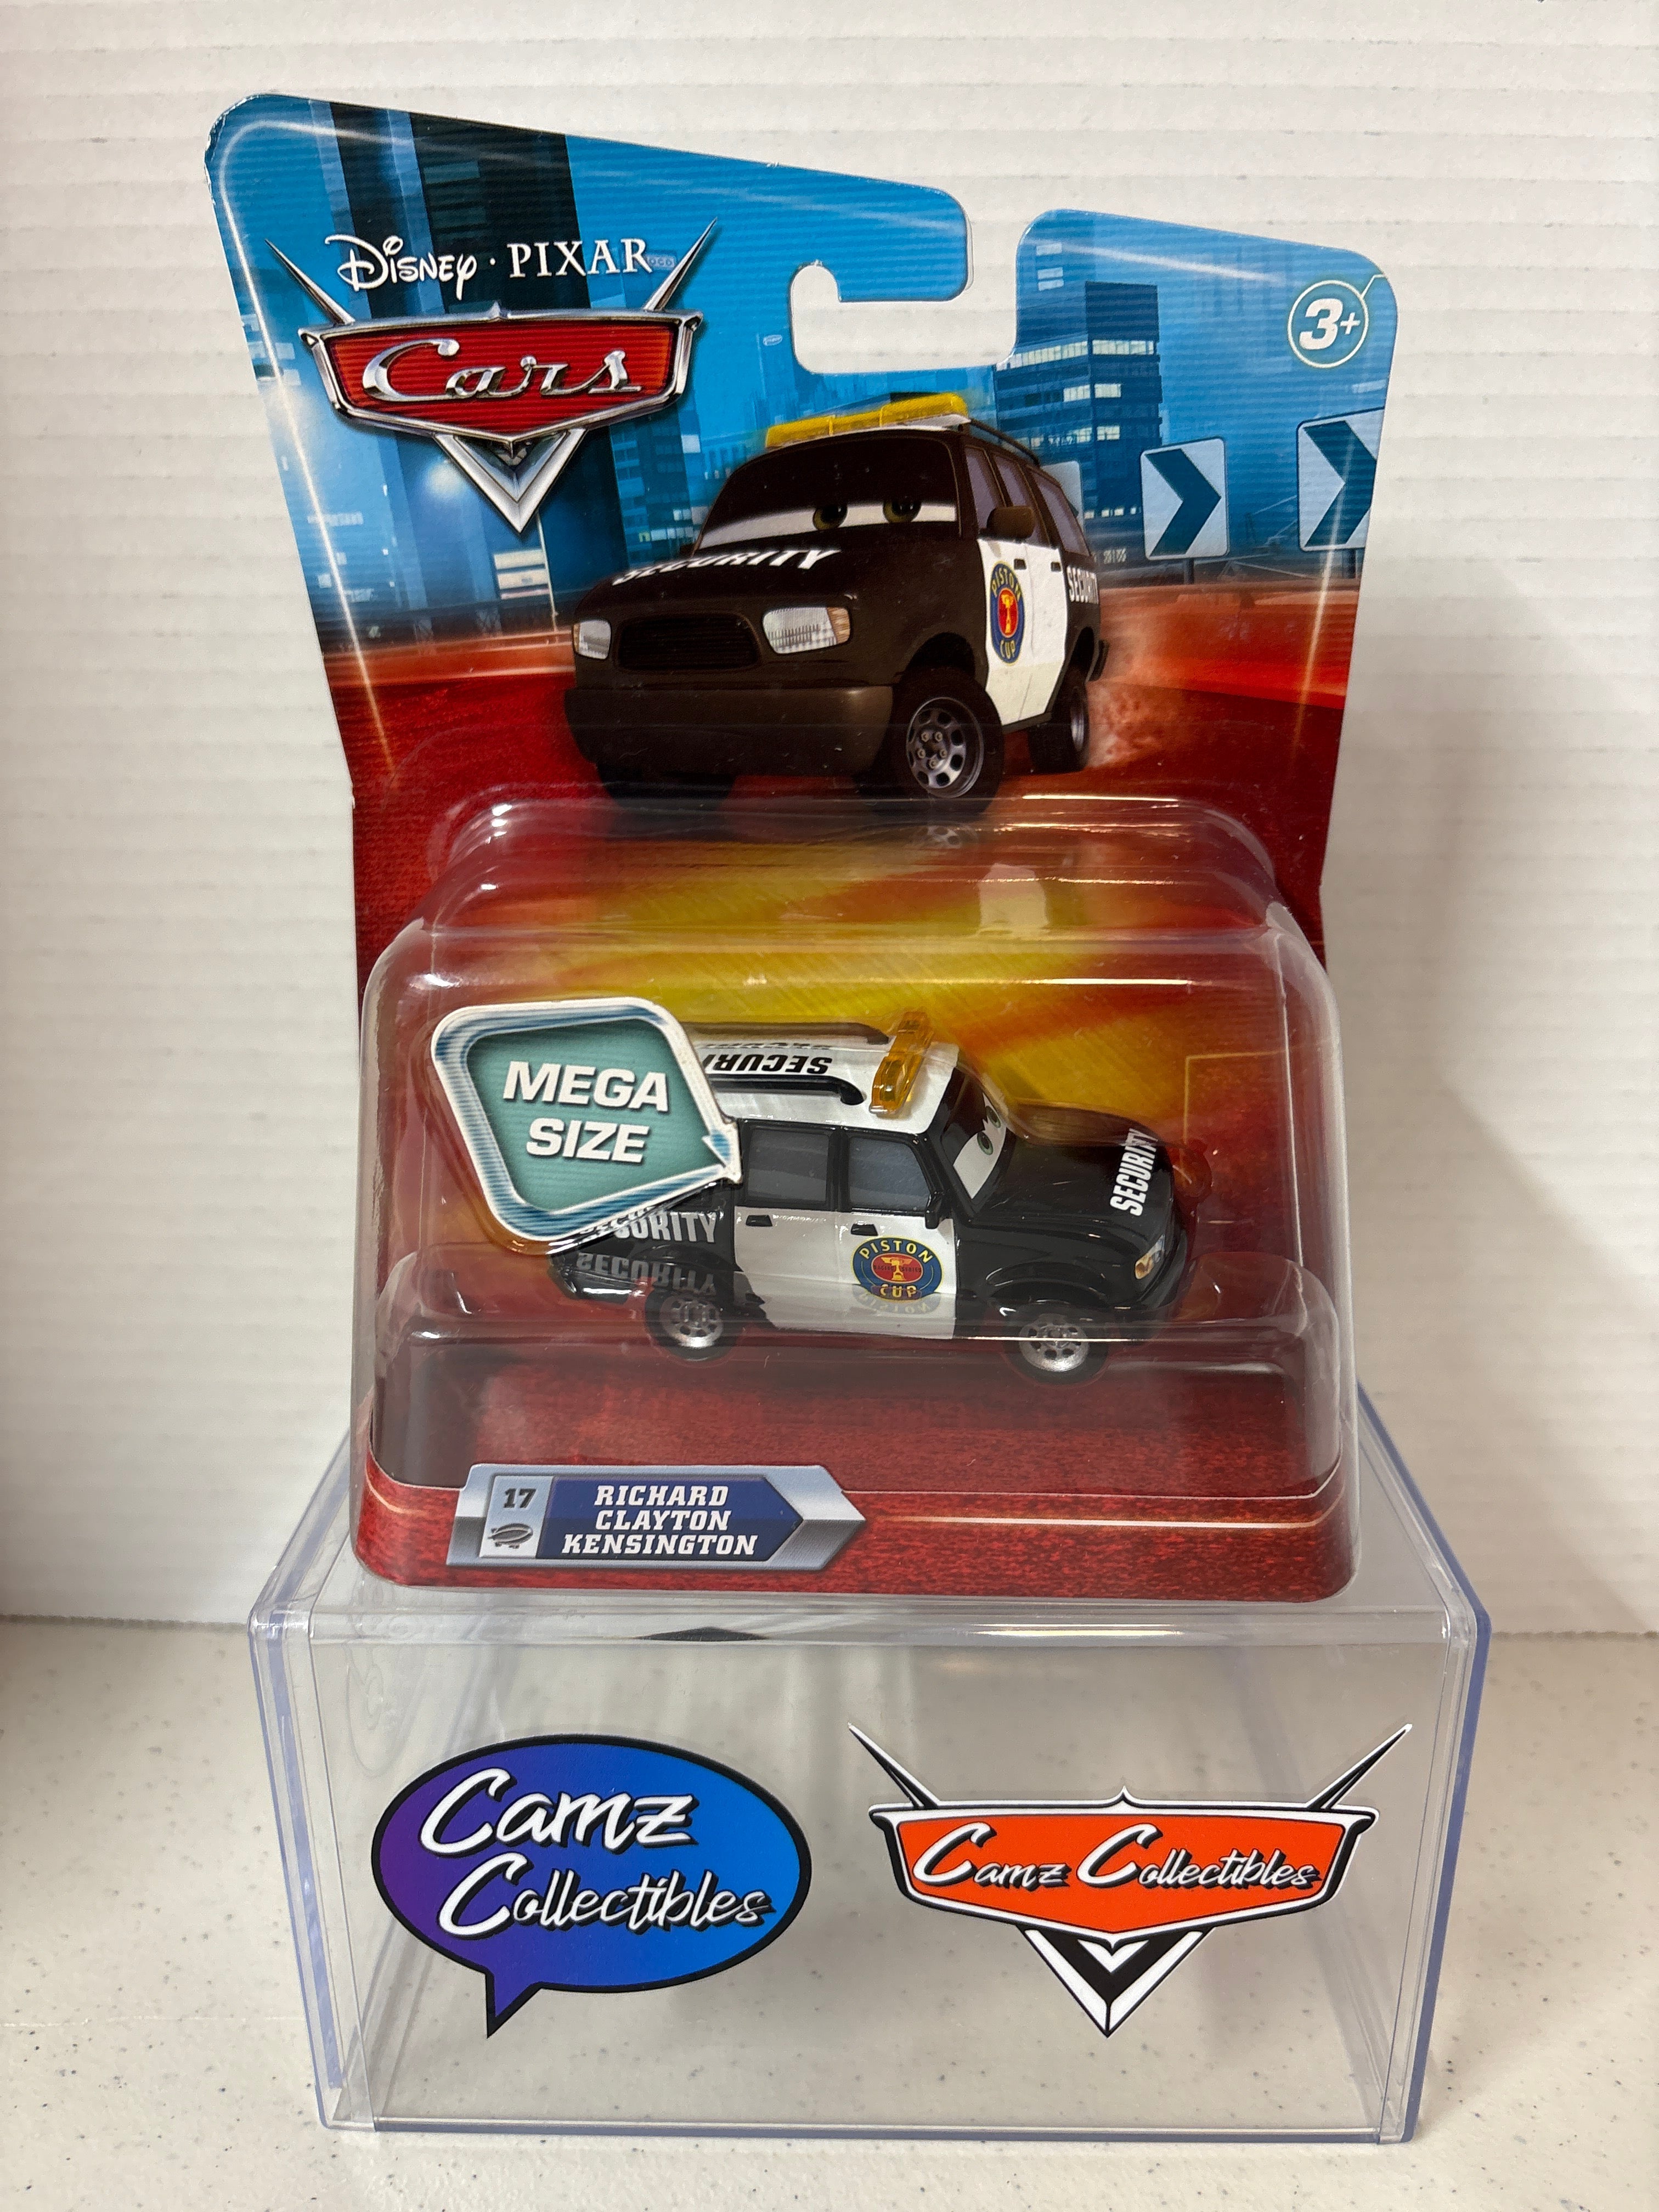 DISNEY · PIXAR
Cars
3+
SECURITY
PISTON
CUP
SECURITY
MEGA
SIZE
SECURI
SECURITY
SECURITY
PISTON
CUP
17
RICHARD
CLAYTON
KENSINGTON
Camz
Collectibles
Camz Collectibles